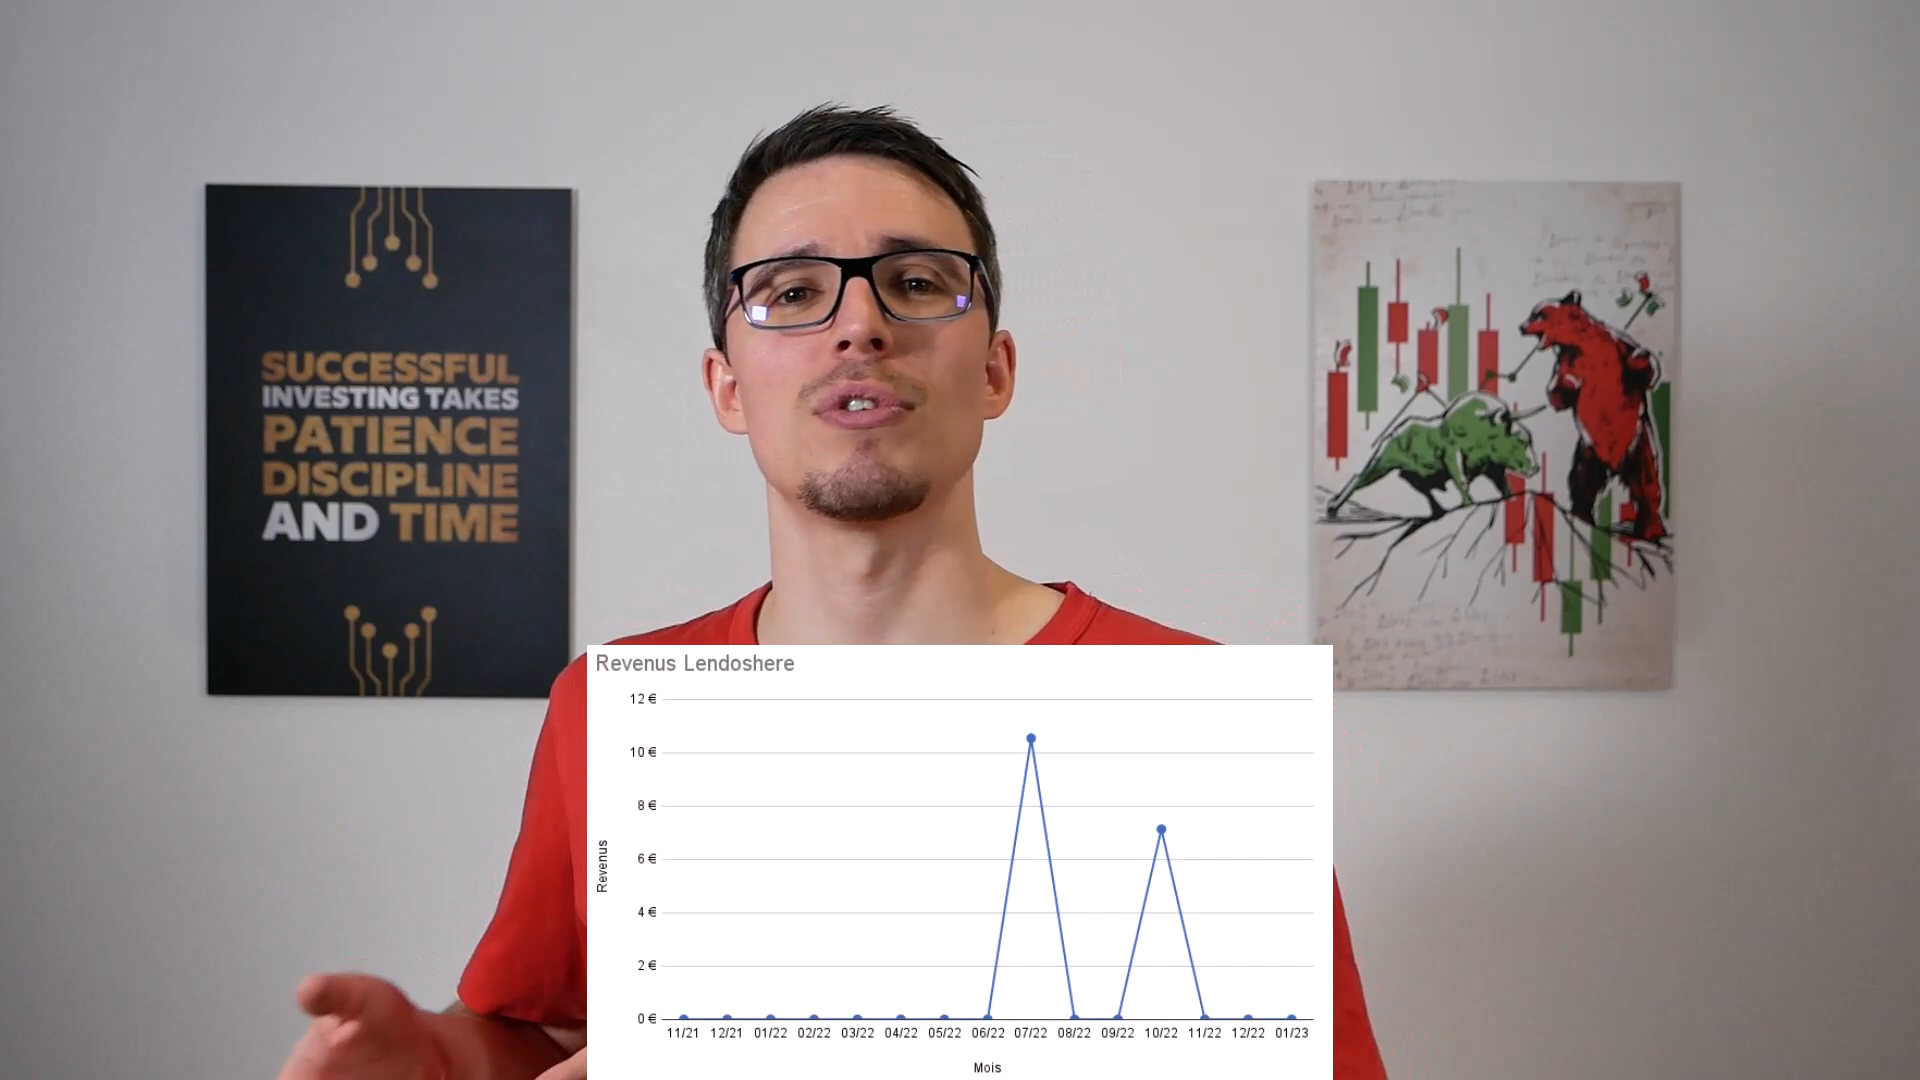 SUCCESSFUL
INVESTING TAKES
PATIENCE
DISCIPLINE
AND TIME
Revenus Lendoshere
12 €
10 €
8 €
6 €
4 €
2 €
0 €
Revenus
11/21 12/21 01/22 02/22 03/22 04/22 05/22 06/22 07/22 08/22 09/22 10/22 11/22 12/22 01/23
Mois